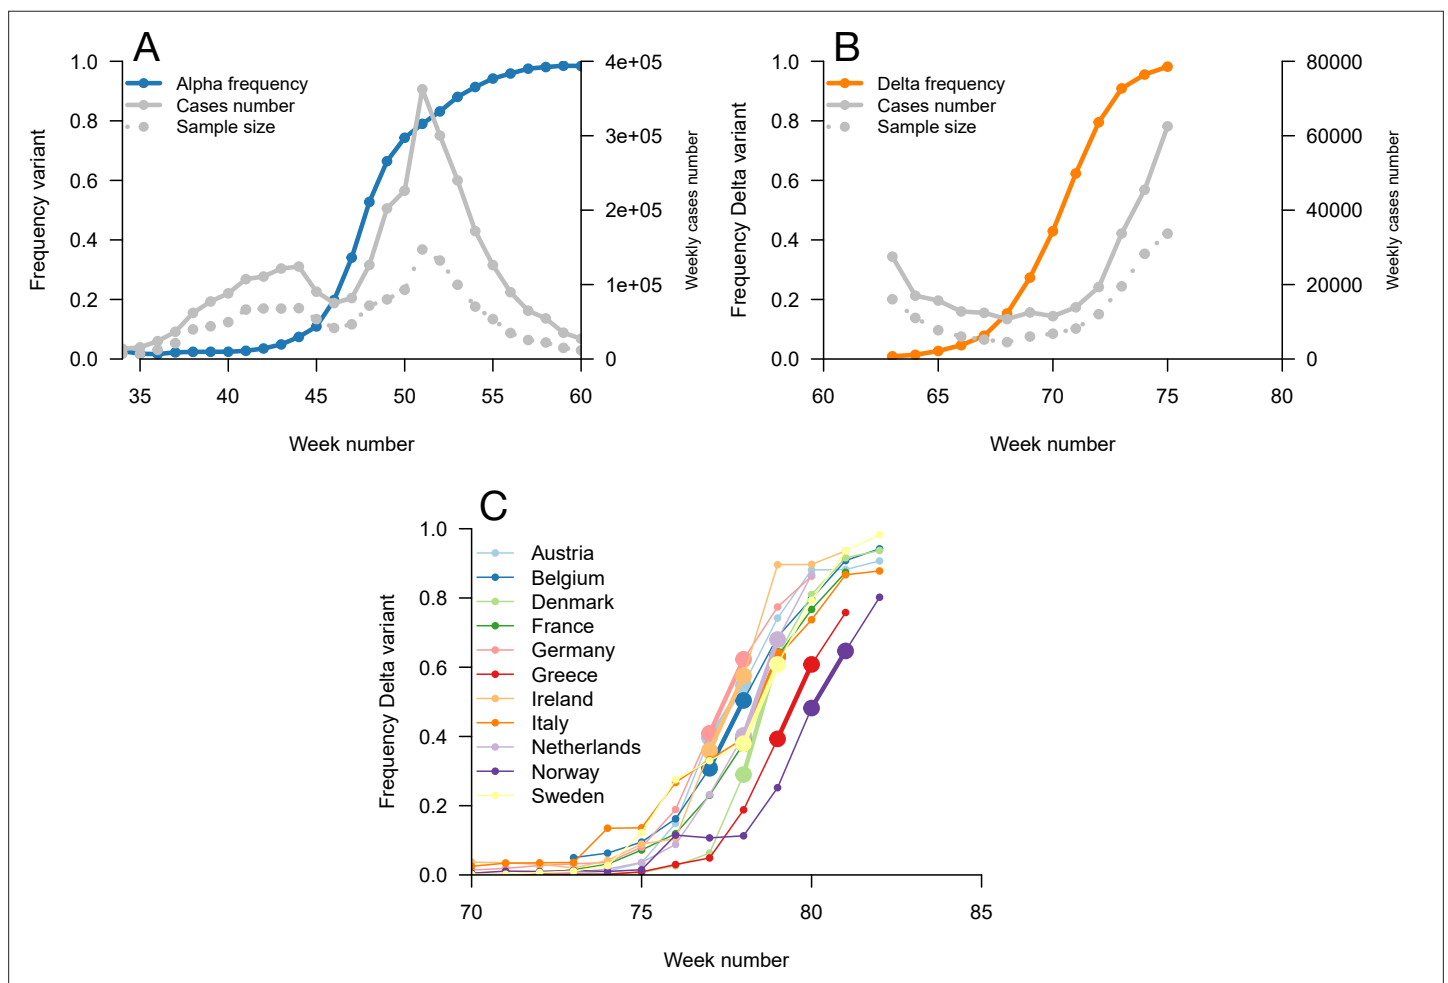 A
1.0
0.8
0.6
0.4
0.2
0.0
Frequency variant
Alpha frequency
Cases number
Sample size
4e+05
3e+05
2e+05
1e+05
0
Weekly cases number
35 40 45 50 55 60
Week number
B
1.0
0.8
0.6
0.4
0.2
0.0
Frequency Delta variant
Delta frequency
Cases number
Sample size
80000
60000
40000
20000
0
Weekly cases number
60 65 70 75 80
Week number
C
1.0
0.8
0.6
0.4
0.2
0.0
Frequency Delta variant
Austria
Belgium
Denmark
France
Germany
Greece
Ireland
Italy
Netherlands
Norway
Sweden
70 75 80 85
Week number